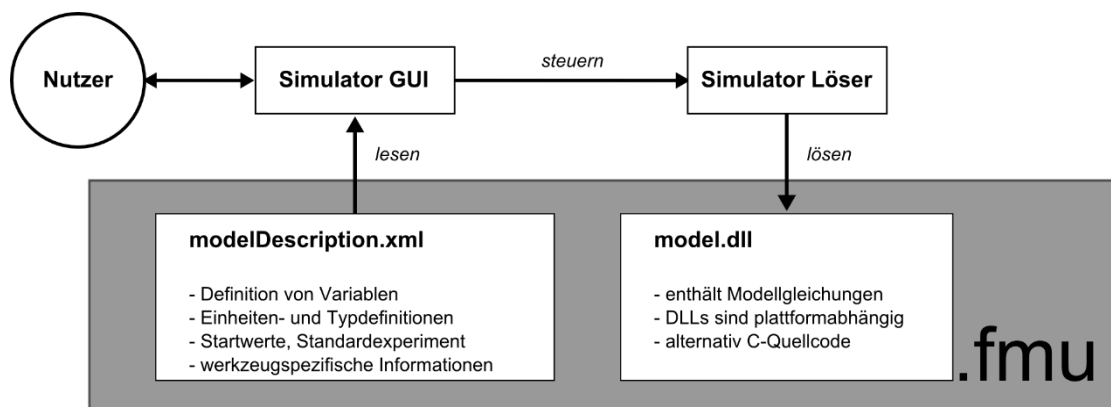 Nutzer
Simulator GUI
steuern
Simulator Löser
lesen
lösen
modelDescription.xml
- Definition von Variablen
- Einheiten- und Typdefinitionen
- Startwerte, Standardexperiment
- werkzeugspezifische Informationen
model.dll
- enthält Modellgleichungen
- DLLs sind plattformabhängig
- alternativ C-Quellcode
.fmu